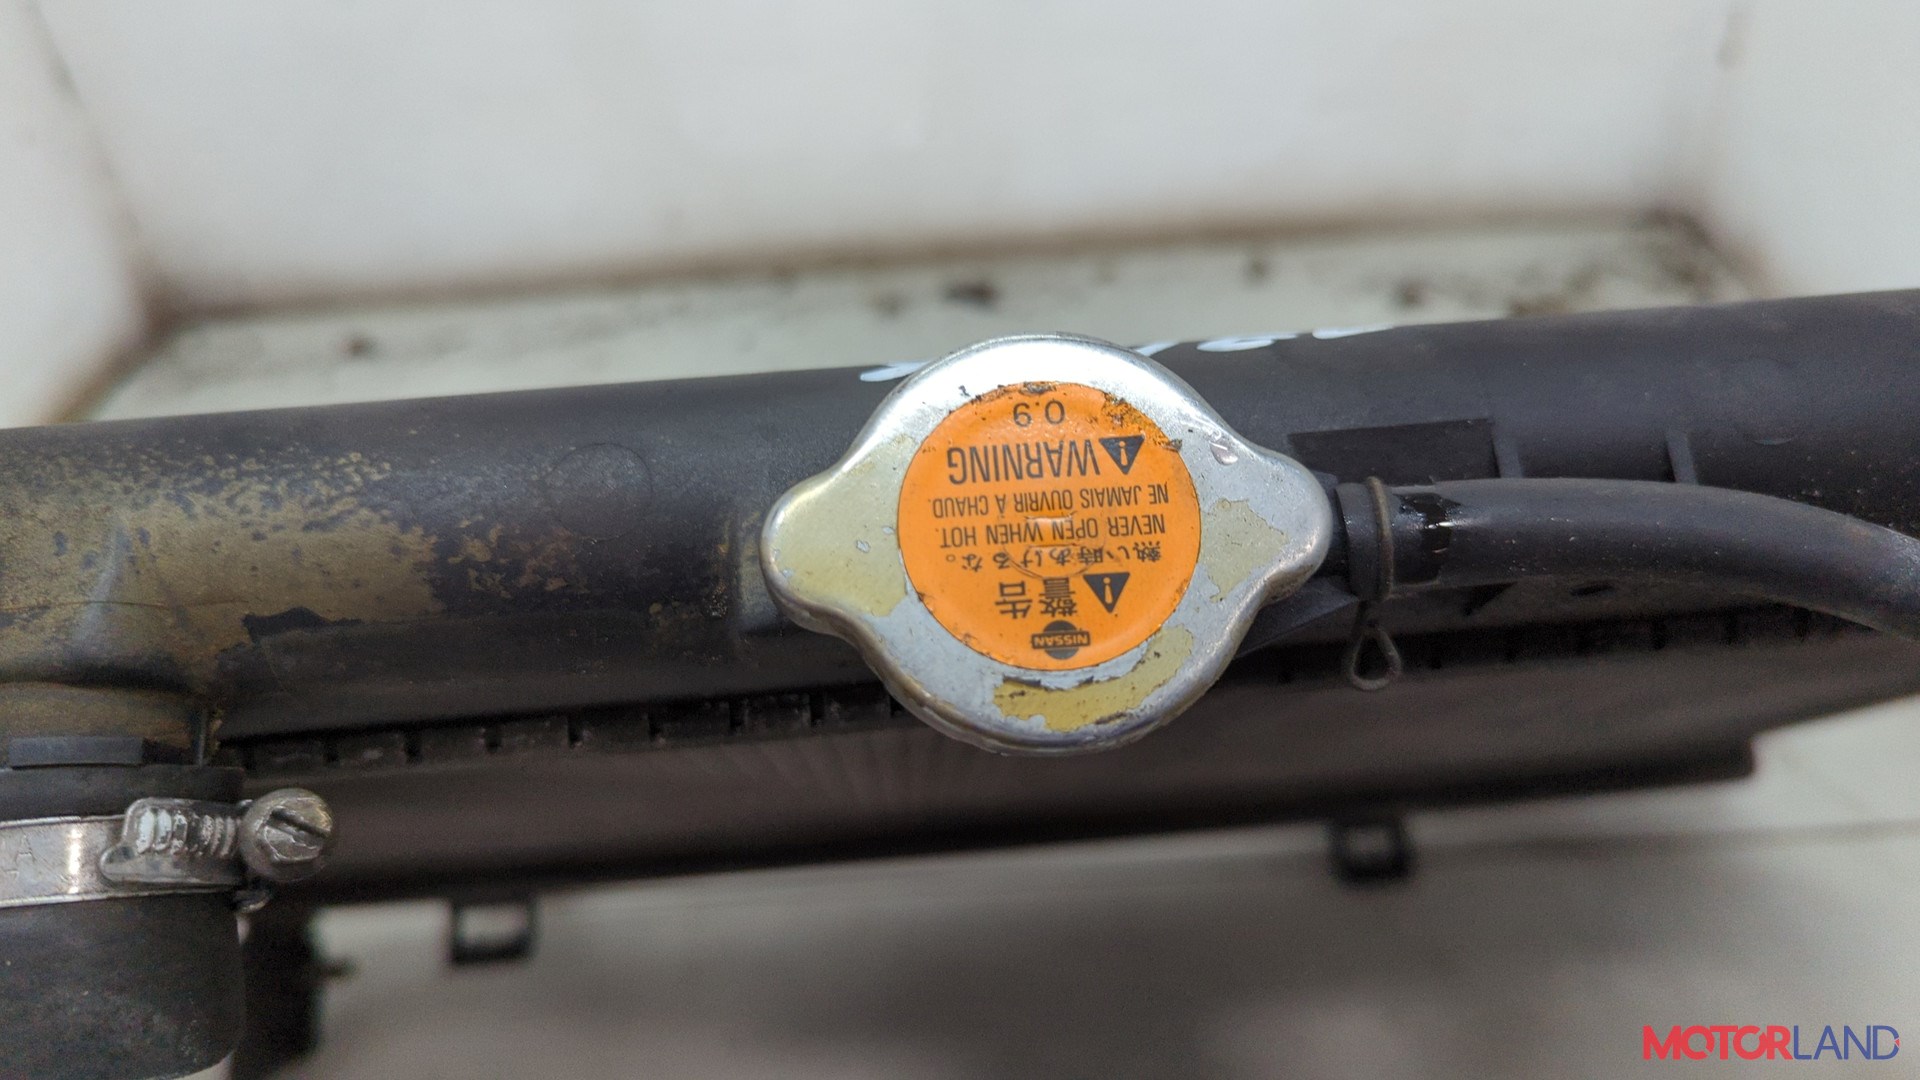 NISSAN
警告
熱い時あけるな。
NEVER OPEN WHEN HOT.
NE JAMAIS OUVRIR À CHAUD.
WARNING
0.9
MOTORLAND